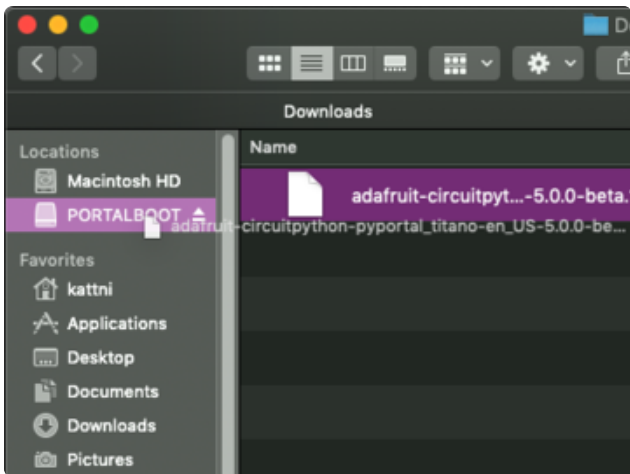 D
Downloads
Locations
Name
Macintosh HD
adafruit-circuitpyt...-5.0.0-beta.
PORTALBOOT
adafruit-circuitpython-pyportal_titano-en_US-5.0.0-be...
Favorites
kattni
Applications
Desktop
Documents
Downloads
Pictures